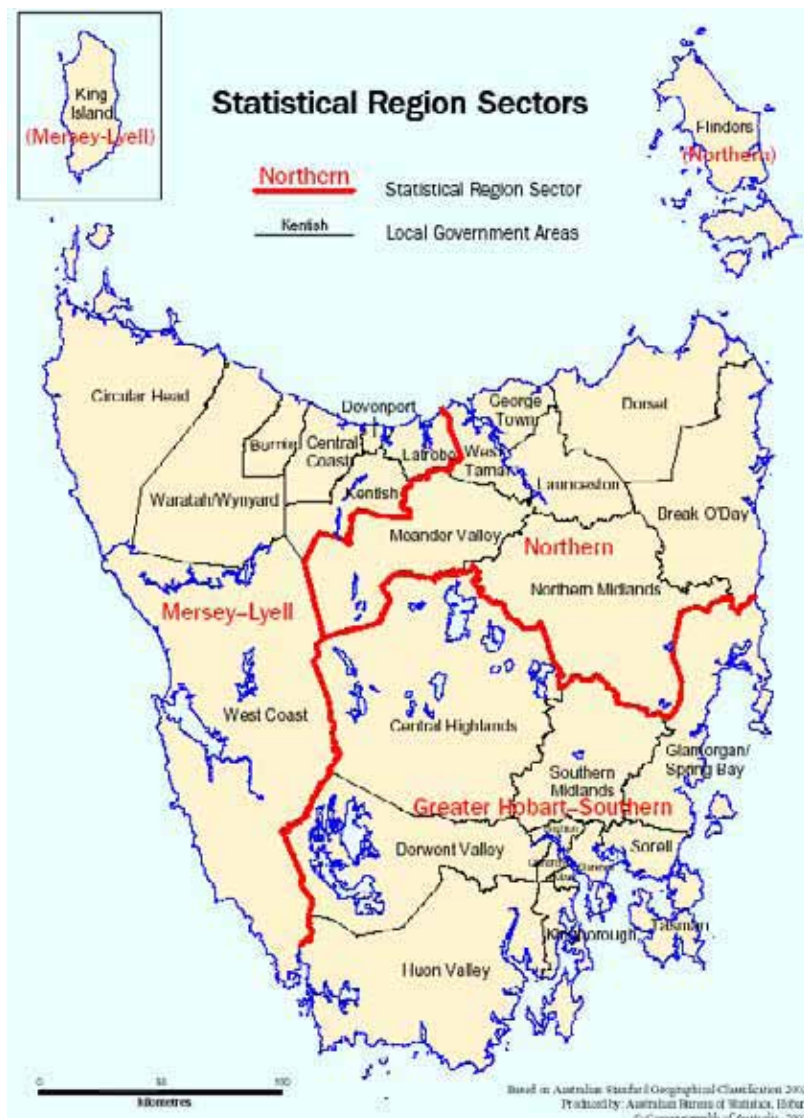 King
Island
(Mersey-Lyell)
Statistical Region Sectors
Flinders
(Northern)
Northern
Statistical Region Sector
Kentish
Local Government Areas
Circular Head
Devonport
George
Town
Dorset
Burnie
Central
Coast
Latrobe
West
Tamar
Kentish
Launceston
Waratah/Wynyard
Break O'Day
Meander Valley
Northern
Northern Midlands
Mersey-Lyell
West Coast
Central Highlands
Glamorgan/
Spring Bay
Southern
Midlands
Greater Hobart-Southern
Derwent Valley
Sorell
Kingborough
Tasman
Huon Valley
0
50
100
kilometres
Based on Australian Standard Geographical Classification
Produced by: Australian Bureau of Statistics,
© Commonwealth of Australia,